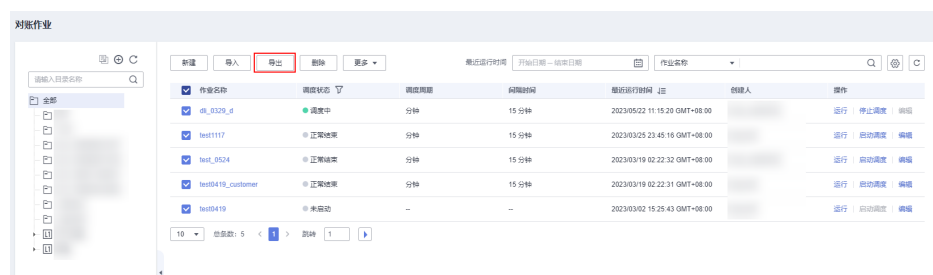 对账作业
请输入目录名称
全部
新建 导入 导出 删除 更多 最近运行时间 开始日期 – 结束日期 作业名称
作业名称 调度状态 调度周期 间隔时间 最近运行时间 创建人 操作
dli_0329_d 调度中 分钟 15 分钟 2023/05/22 11:15:20 GMT+08:00 运行 停止调度 编辑
test1117 正常结束 分钟 15 分钟 2023/03/25 23:45:16 GMT+08:00 运行 启动调度 编辑
test_0524 正常结束 分钟 15 分钟 2023/03/19 02:22:32 GMT+08:00 运行 启动调度 编辑
test0419_customer 正常结束 分钟 15 分钟 2023/03/19 02:22:31 GMT+08:00 运行 启动调度 编辑
test0419 未启动 – – 2023/03/02 15:25:43 GMT+08:00 运行 启动调度 编辑
L1
L1
10 总条数: 5 < 1 > 跳转 1